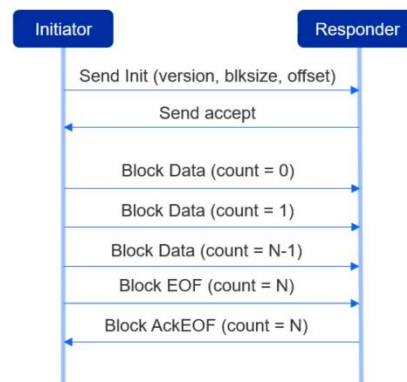 Initiator
Responder
Send Init (version, blksize, offset)
Send accept
Block Data (count = 0)
Block Data (count = 1)
Block Data (count = N-1)
Block EOF (count = N)
Block AckEOF (count = N)